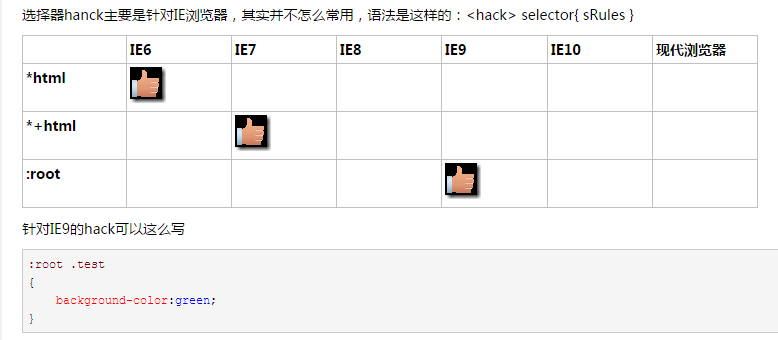 选择器hanck主要是针对IE浏览器，其实并不怎么常用，语法是这样的：<hack> selector{ sRules }
IE6 IE7 IE8 IE9 IE10 现代浏览器
*html
*+html
:root
针对IE9的hack可以这么写
:root .test
{
    background-color:green;
}